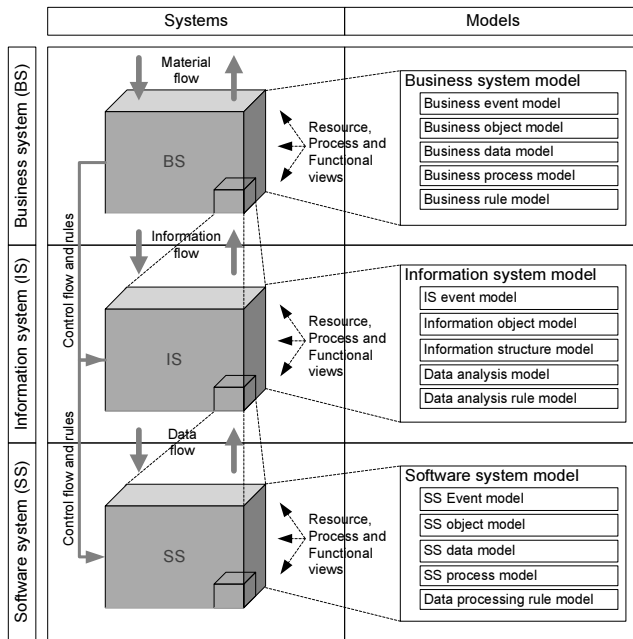 Systems
Models
Business system (BS)
Material
flow
BS
Resource,
Process and
Functional
views
Business system model
Business event model
Business object model
Business data model
Business process model
Business rule model
Control flow and rules
Information system (IS)
Information
flow
IS
Resource,
Process and
Functional
views
Information system model
IS event model
Information object model
Information structure model
Data analysis model
Data analysis rule model
Control flow and rules
Software system (SS)
Data
flow
SS
Resource,
Process and
Functional
views
Software system model
SS Event model
SS object model
SS data model
SS process model
Data processing rule model